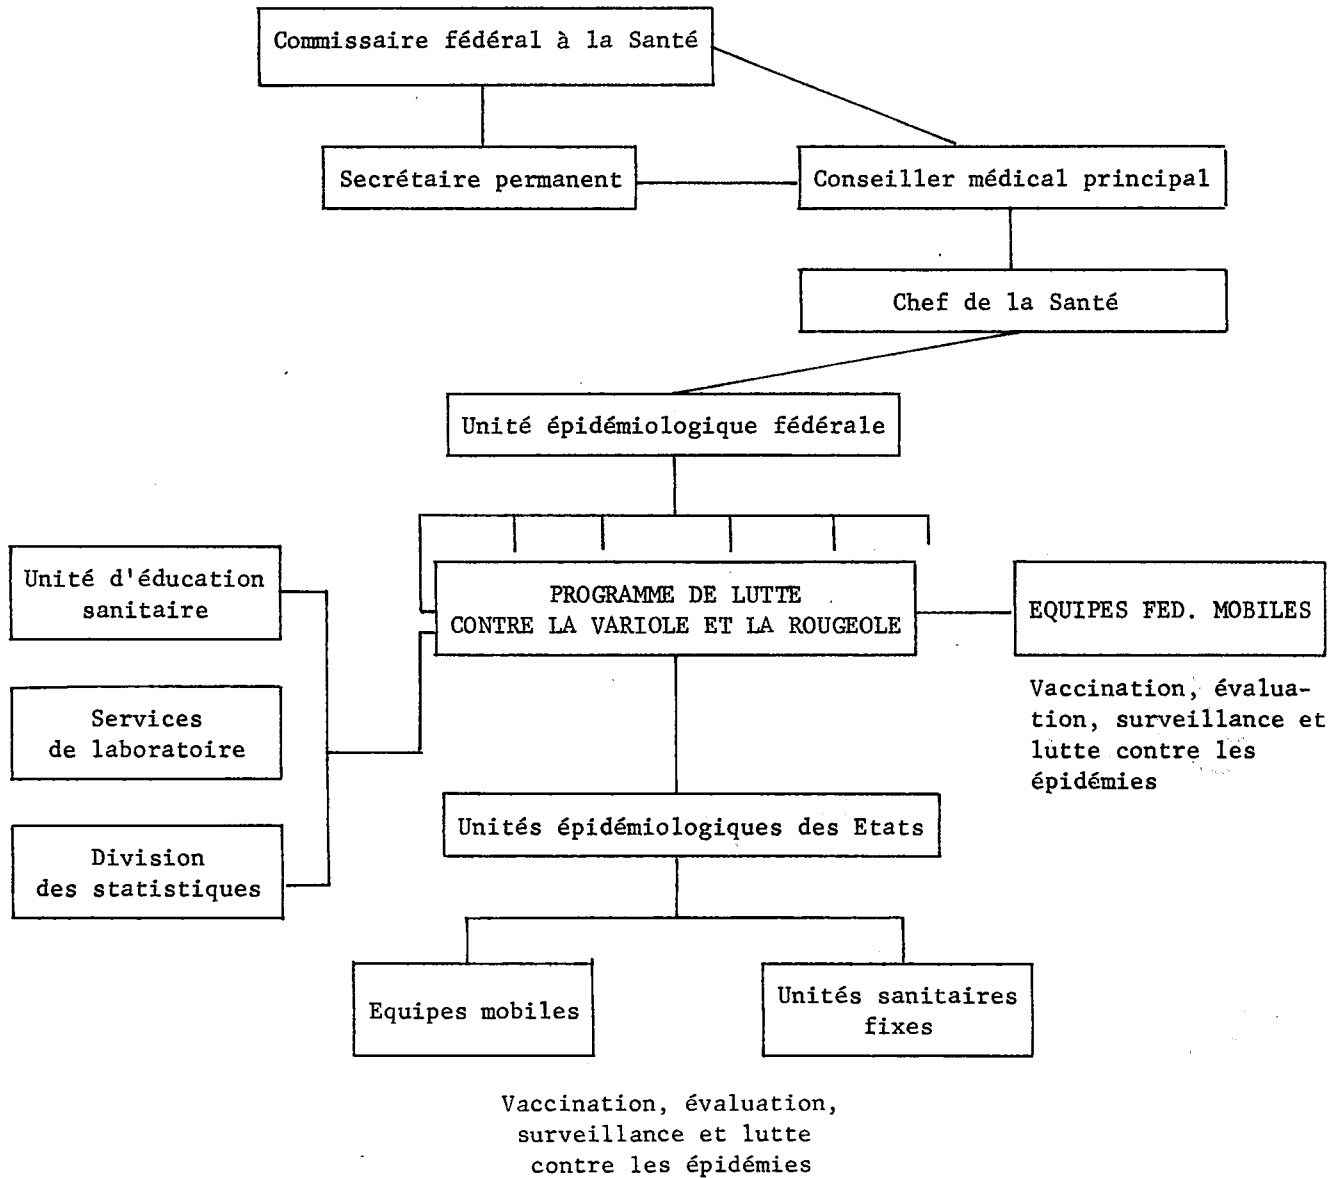 Commissaire fédéral à la Santé
Secrétaire permanent
Conseiller médical principal
Chef de la Santé
Unité épidémiologique fédérale
Unité d'éducation
sanitaire
PROGRAMME DE LUTTE
CONTRE LA VARIOLE ET LA ROUGEOLE
EQUIPES FED. MOBILES
Vaccination, évalua-
tion, surveillance et
lutte contre les
épidémies
Services
de laboratoire
Division
des statistiques
Unités épidémiologiques des Etats
Equipes mobiles
Unités sanitaires
fixes
Vaccination, évaluation,
surveillance et lutte
contre les épidémies